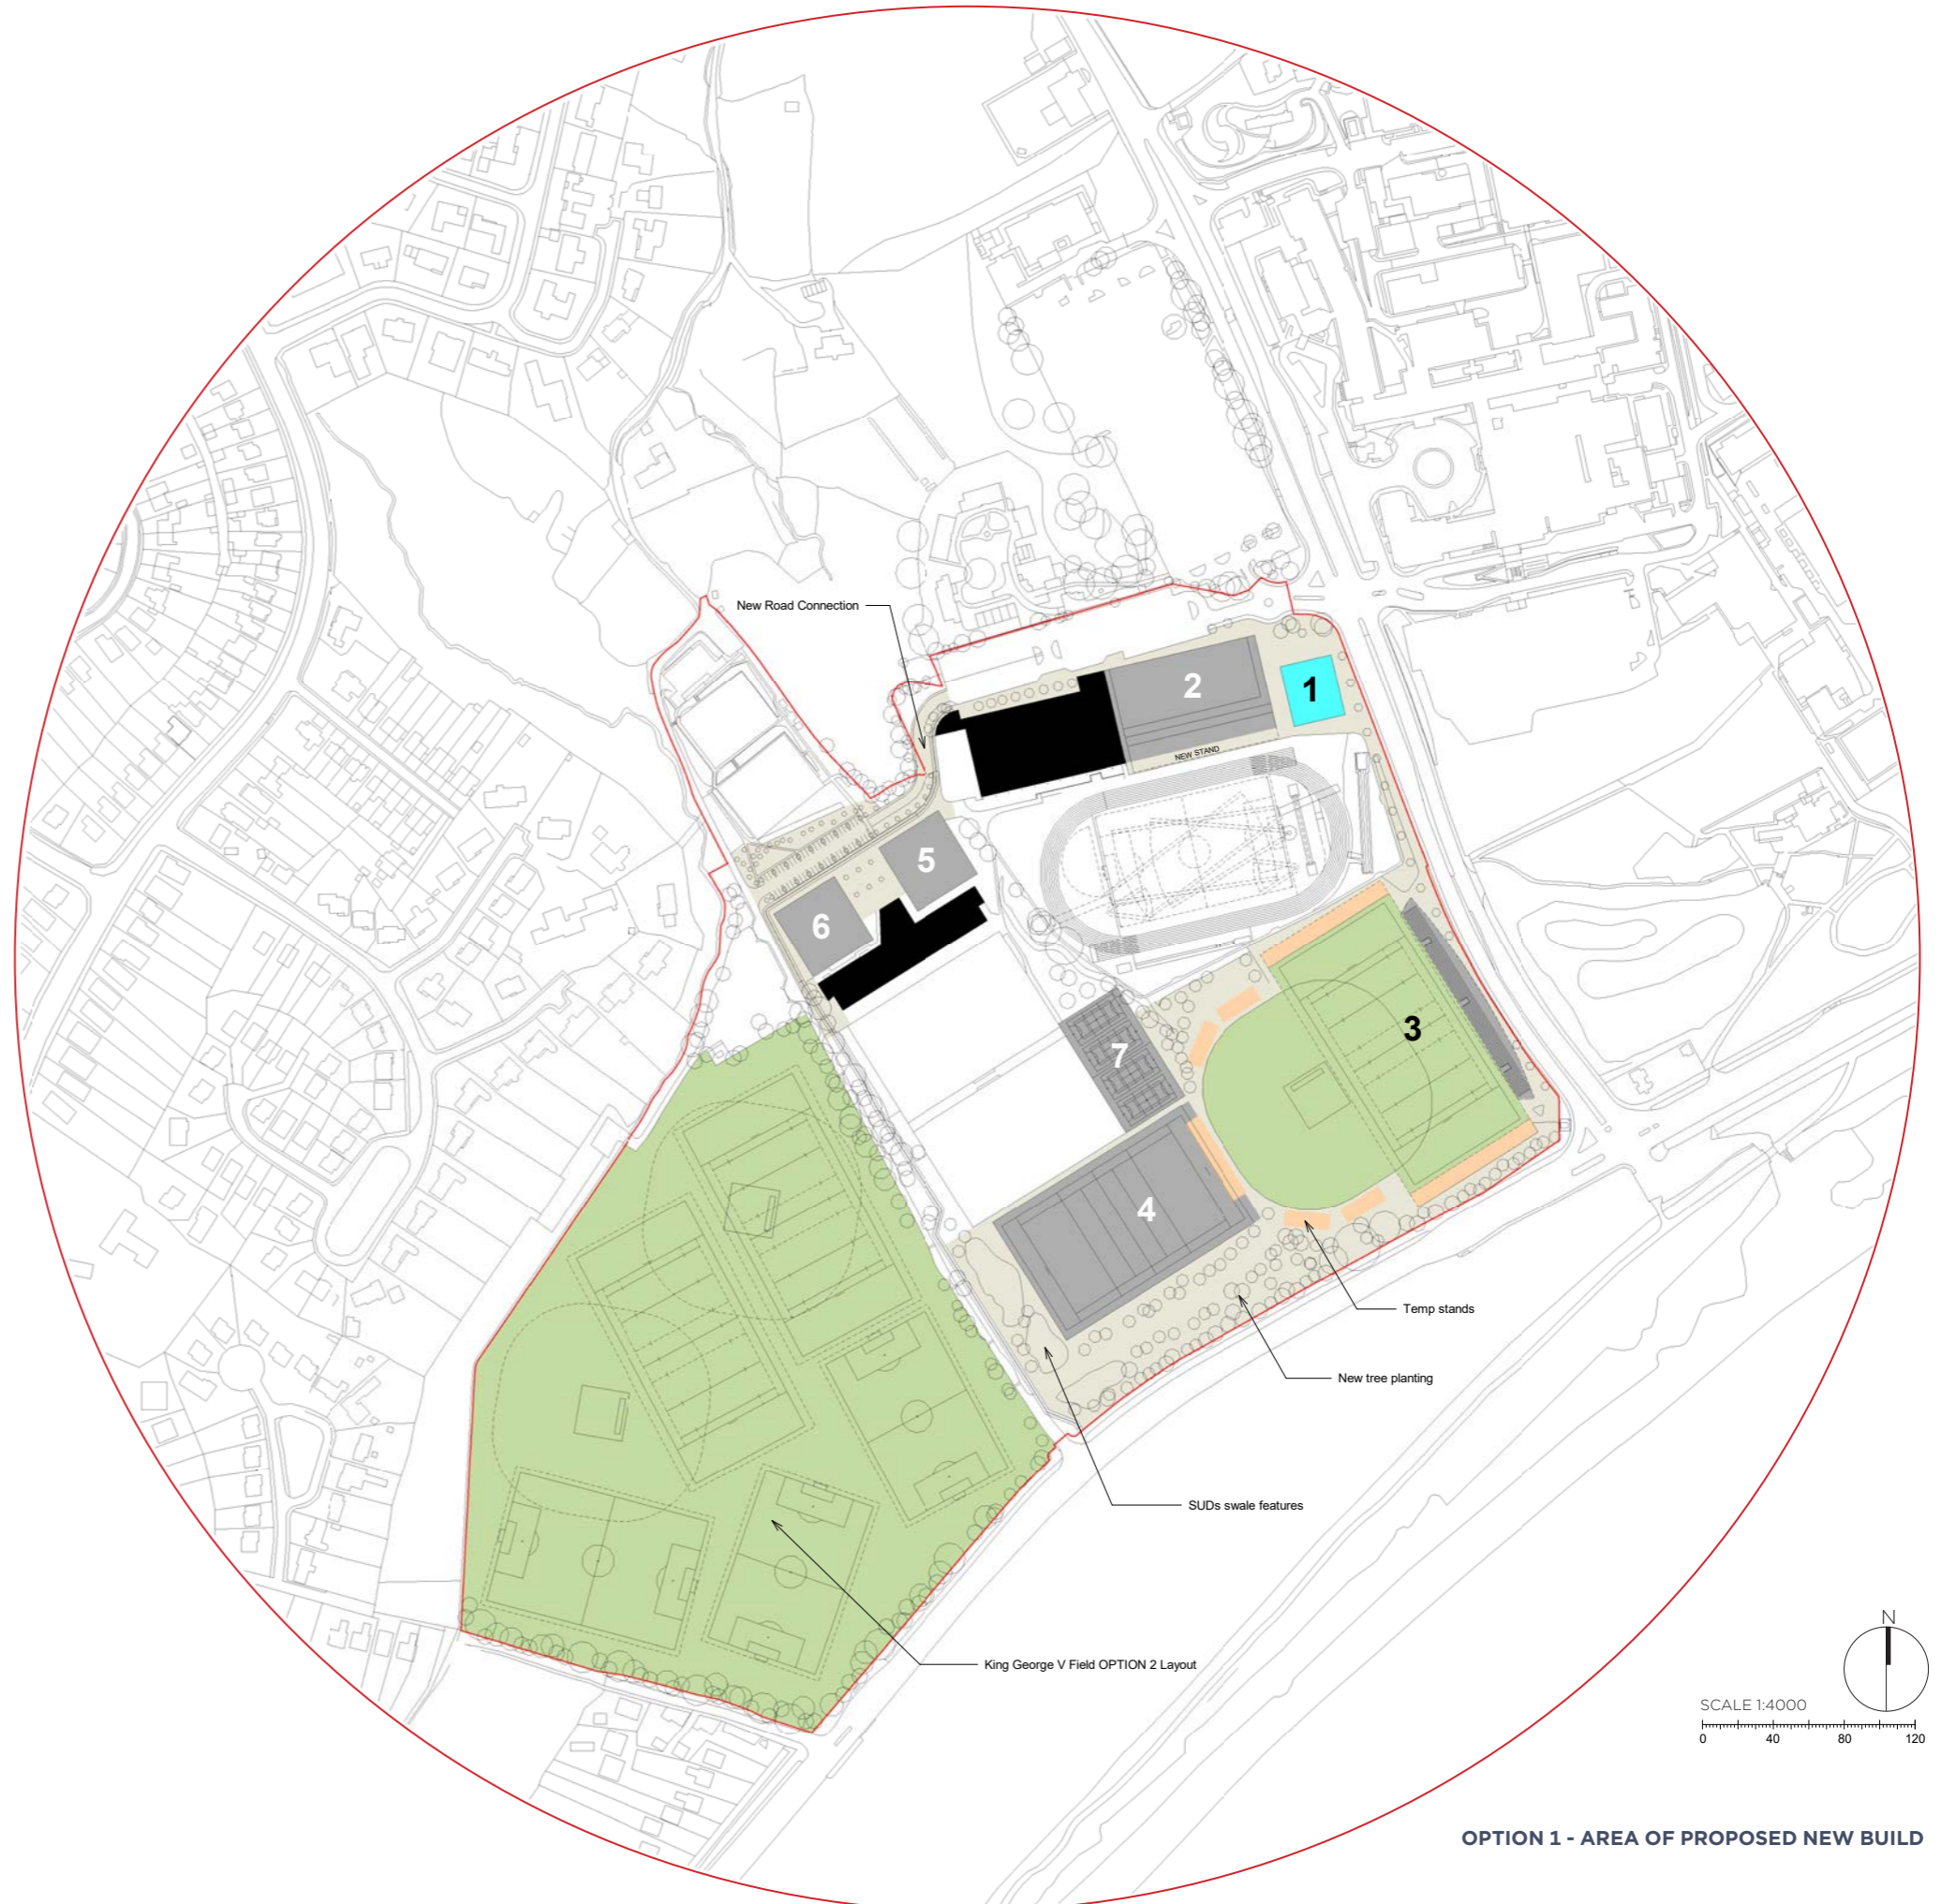 New Road Connection
2
1
NEW STAND
5
6
3
7
4
Temp stands
New tree planting
SUDs swale features
King George V Field OPTION 2 Layout
N
SCALE 1:4000
0 40 80 120
OPTION 1 - AREA OF PROPOSED NEW BUILD